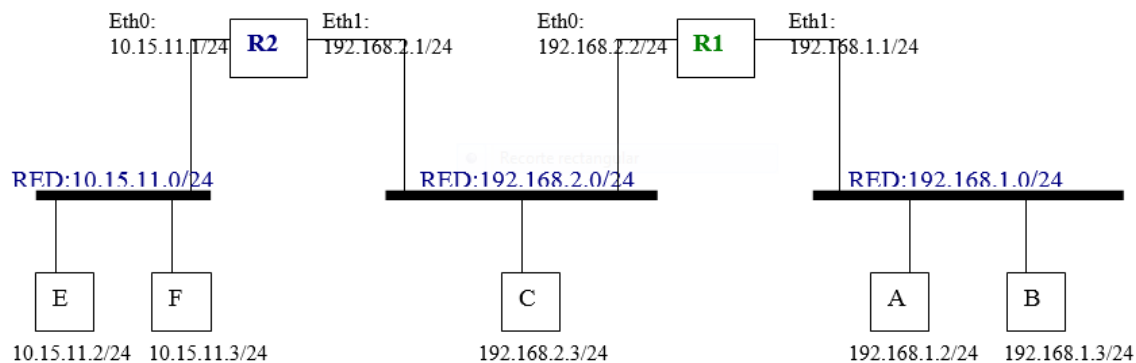 Eth0:
10.15.11.1/24
R2
Eth1:
192.168.2.1/24
Eth0:
192.168.2.2/24
R1
Eth1:
192.168.1.1/24
Recorte rectangular
RED:10.15.11.0/24
RED:192.168.2.0/24
RED:192.168.1.0/24
E
F
C
A
B
10.15.11.2/24
10.15.11.3/24
192.168.2.3/24
192.168.1.2/24
192.168.1.3/24